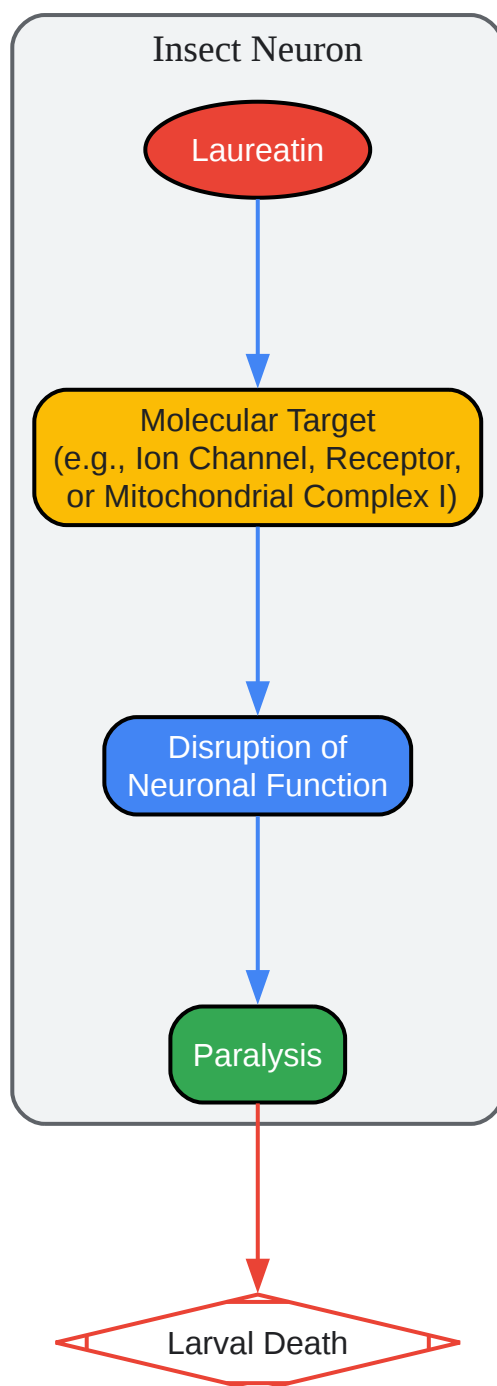 Insect Neuron
Laureatin
Molecular Target
(e.g., Ion Channel, Receptor,
or Mitochondrial Complex I)
Disruption of
Neuronal Function
Paralysis
Larval Death